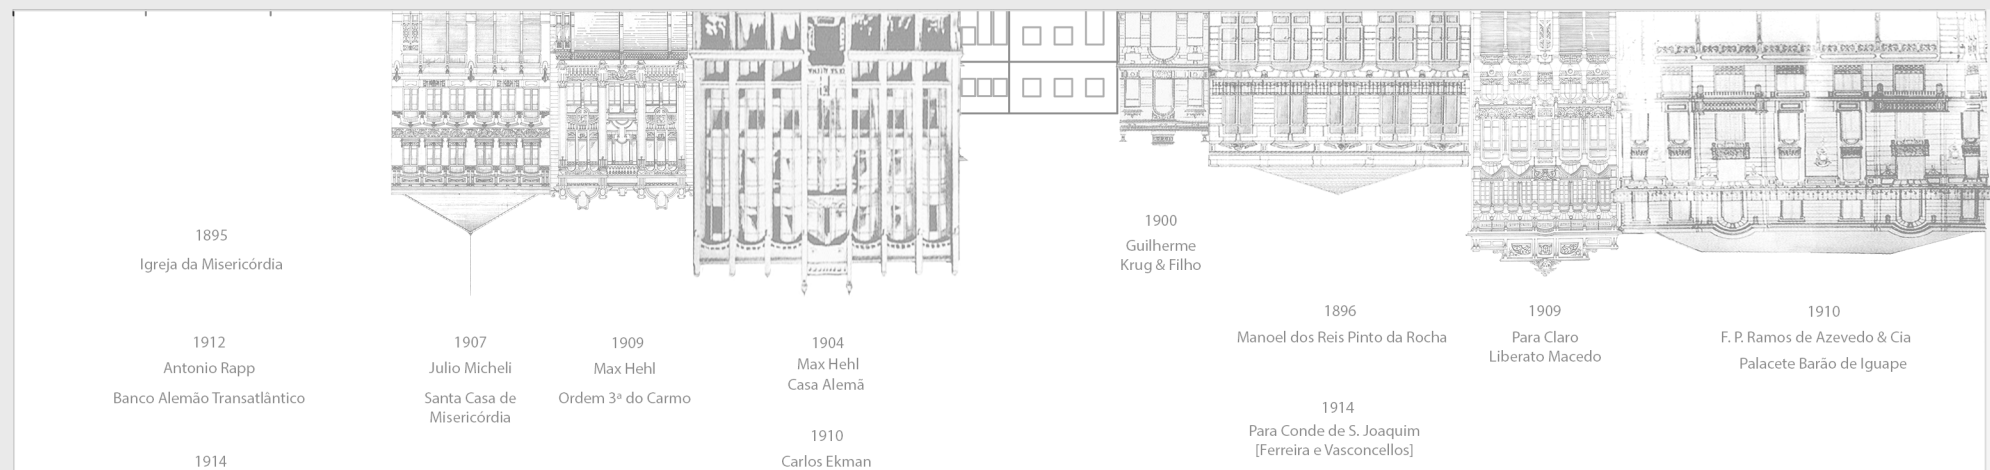 1895
Igreja da Misericórdia
1912
Antonio Rapp
Banco Alemão Transatlântico
1914
1907
Julio Micheli
Santa Casa de
Misericórdia
1909
Max Hehl
Ordem 3ª do Carmo
1904
Max Hehl
Casa Alemã
1910
Carlos Ekman
1900
Guilherme
Krug & Filho
1896
Manoel dos Reis Pinto da Rocha
1914
Para Conde de S. Joaquim
[Ferreira e Vasconcellos]
1909
Para Claro
Liberato Macedo
1910
F. P. Ramos de Azevedo & Cia
Palacete Barão de Iguape